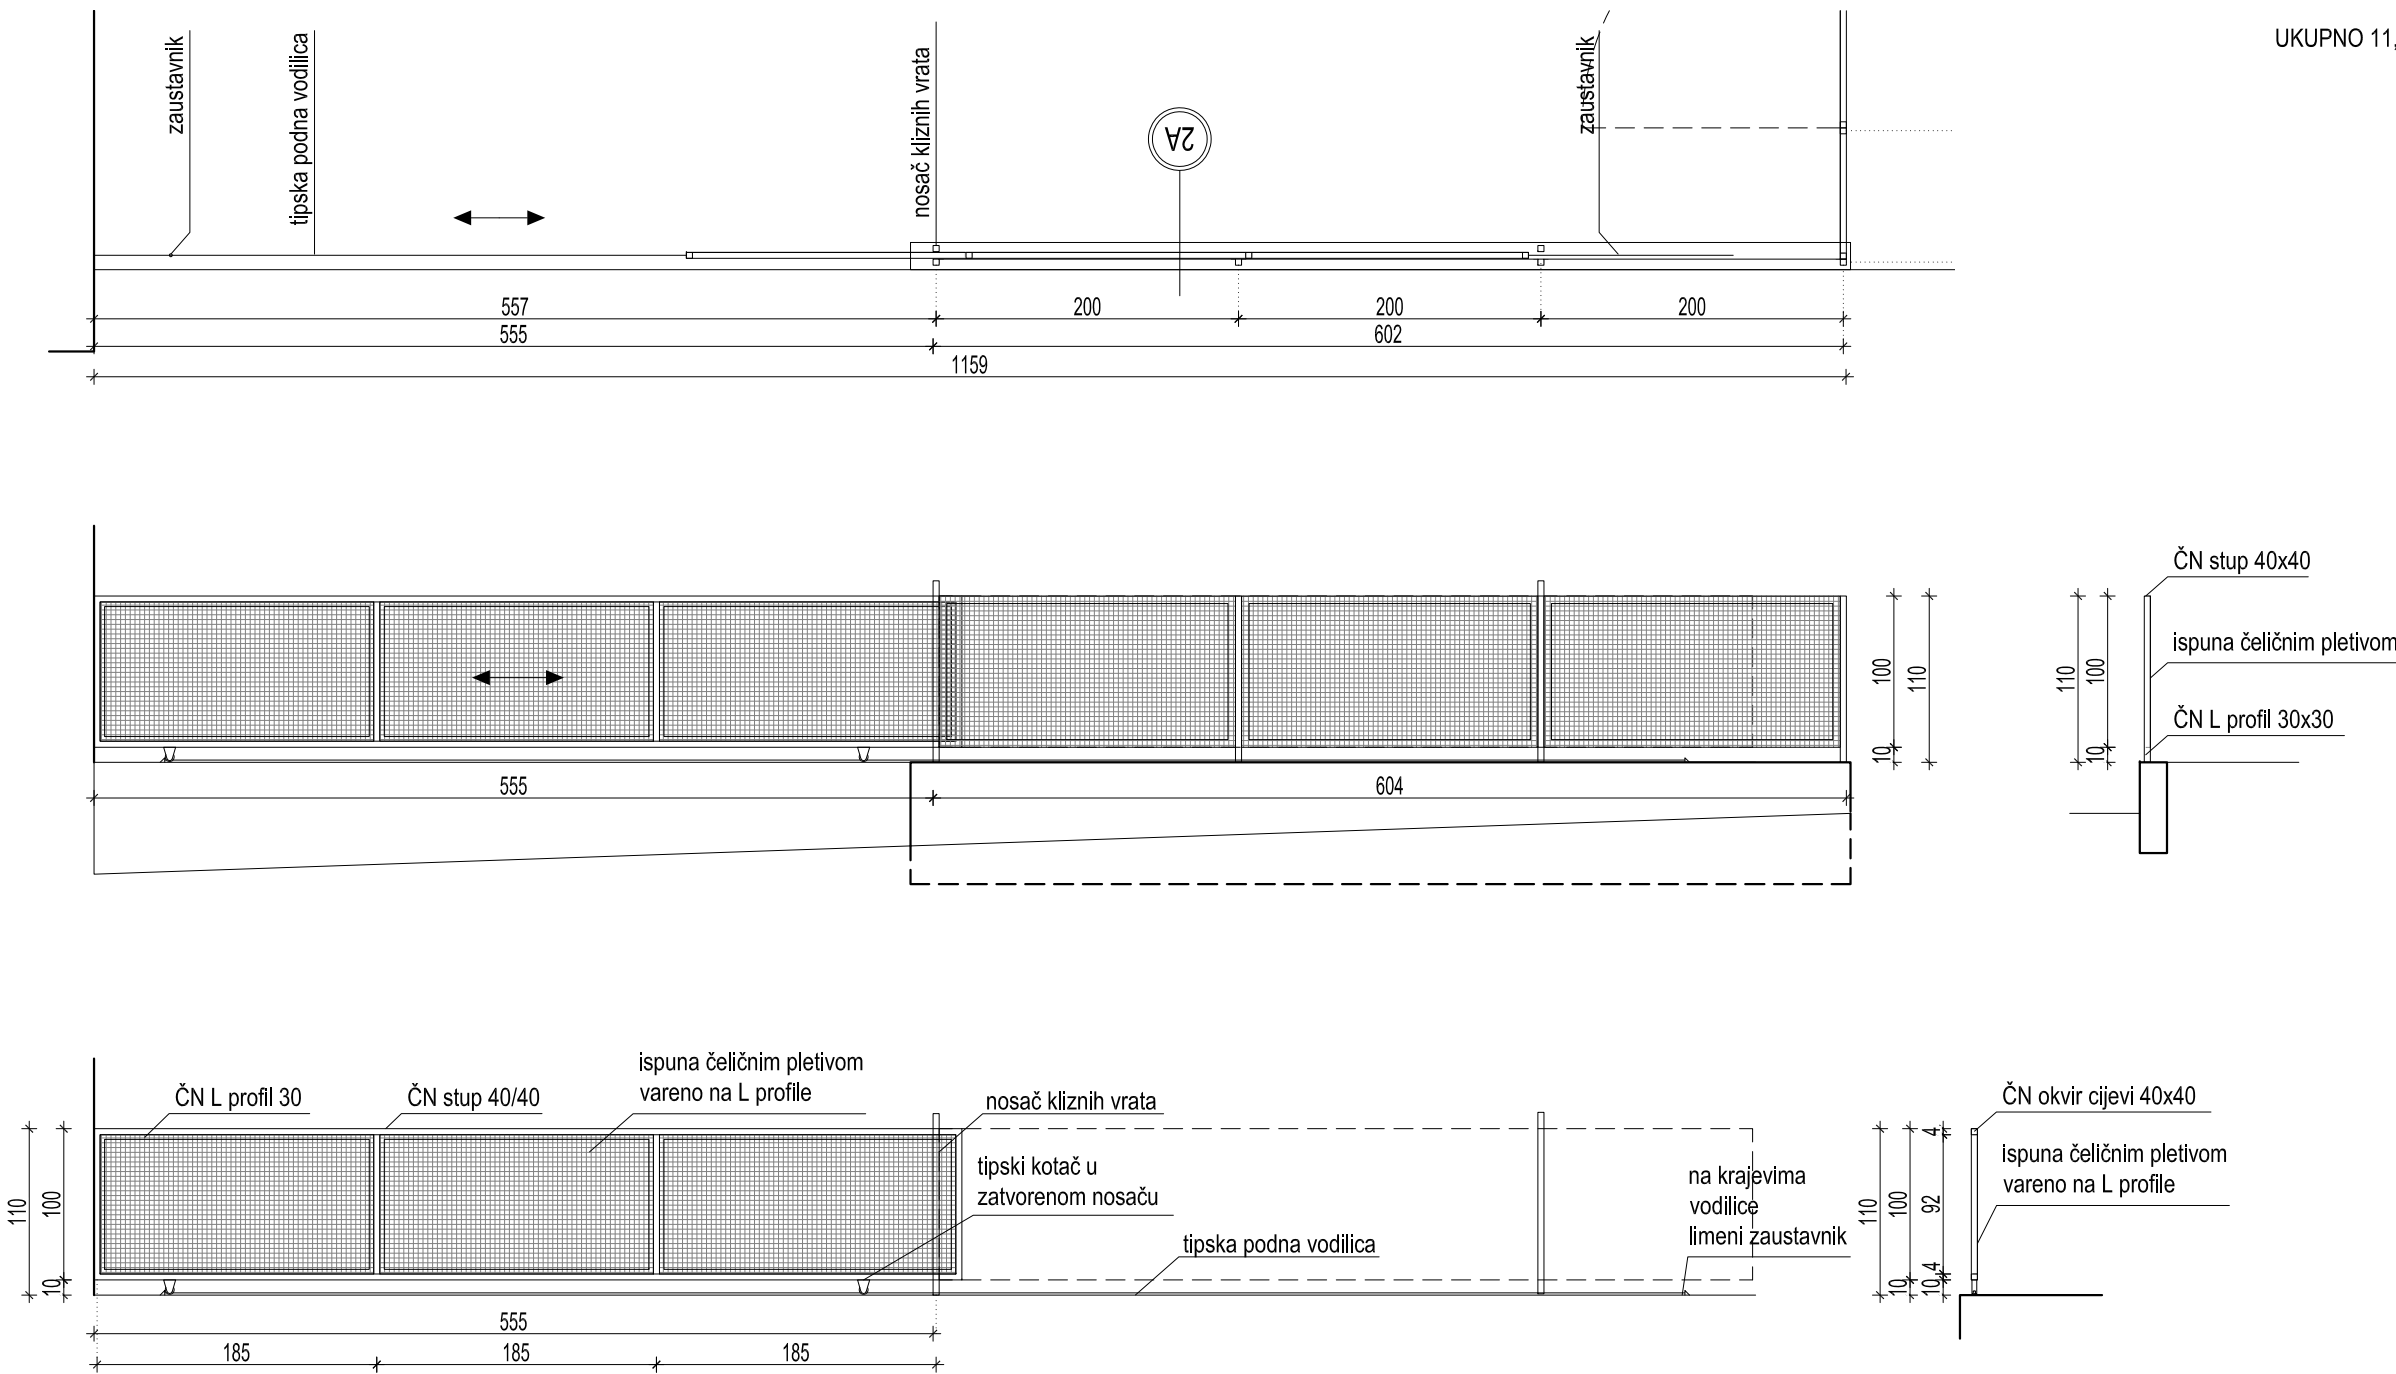 UKUPNO 11,
zaustavnik
tipska podna vodilica
nosač kliznih vrata
2A
zaustavnik
557
200
200
200
555
602
1159
ČN stup 40x40
ispuna čeličnim pletivom
ČN L profil 30x30
100
110
10
110
100
10
555
604
ČN L profil 30
ČN stup 40/40
ispuna čeličnim pletivom
vareno na L profile
nosač kliznih vrata
tipski kotač u
zatvorenom nosaču
tipska podna vodilica
na krajevima
vodilice
limeni zaustavnik
ČN okvir cijevi 40x40
ispuna čeličnim pletivom
vareno na L profile
110
100
10
110
100
10
4
92
4
10
555
185
185
185